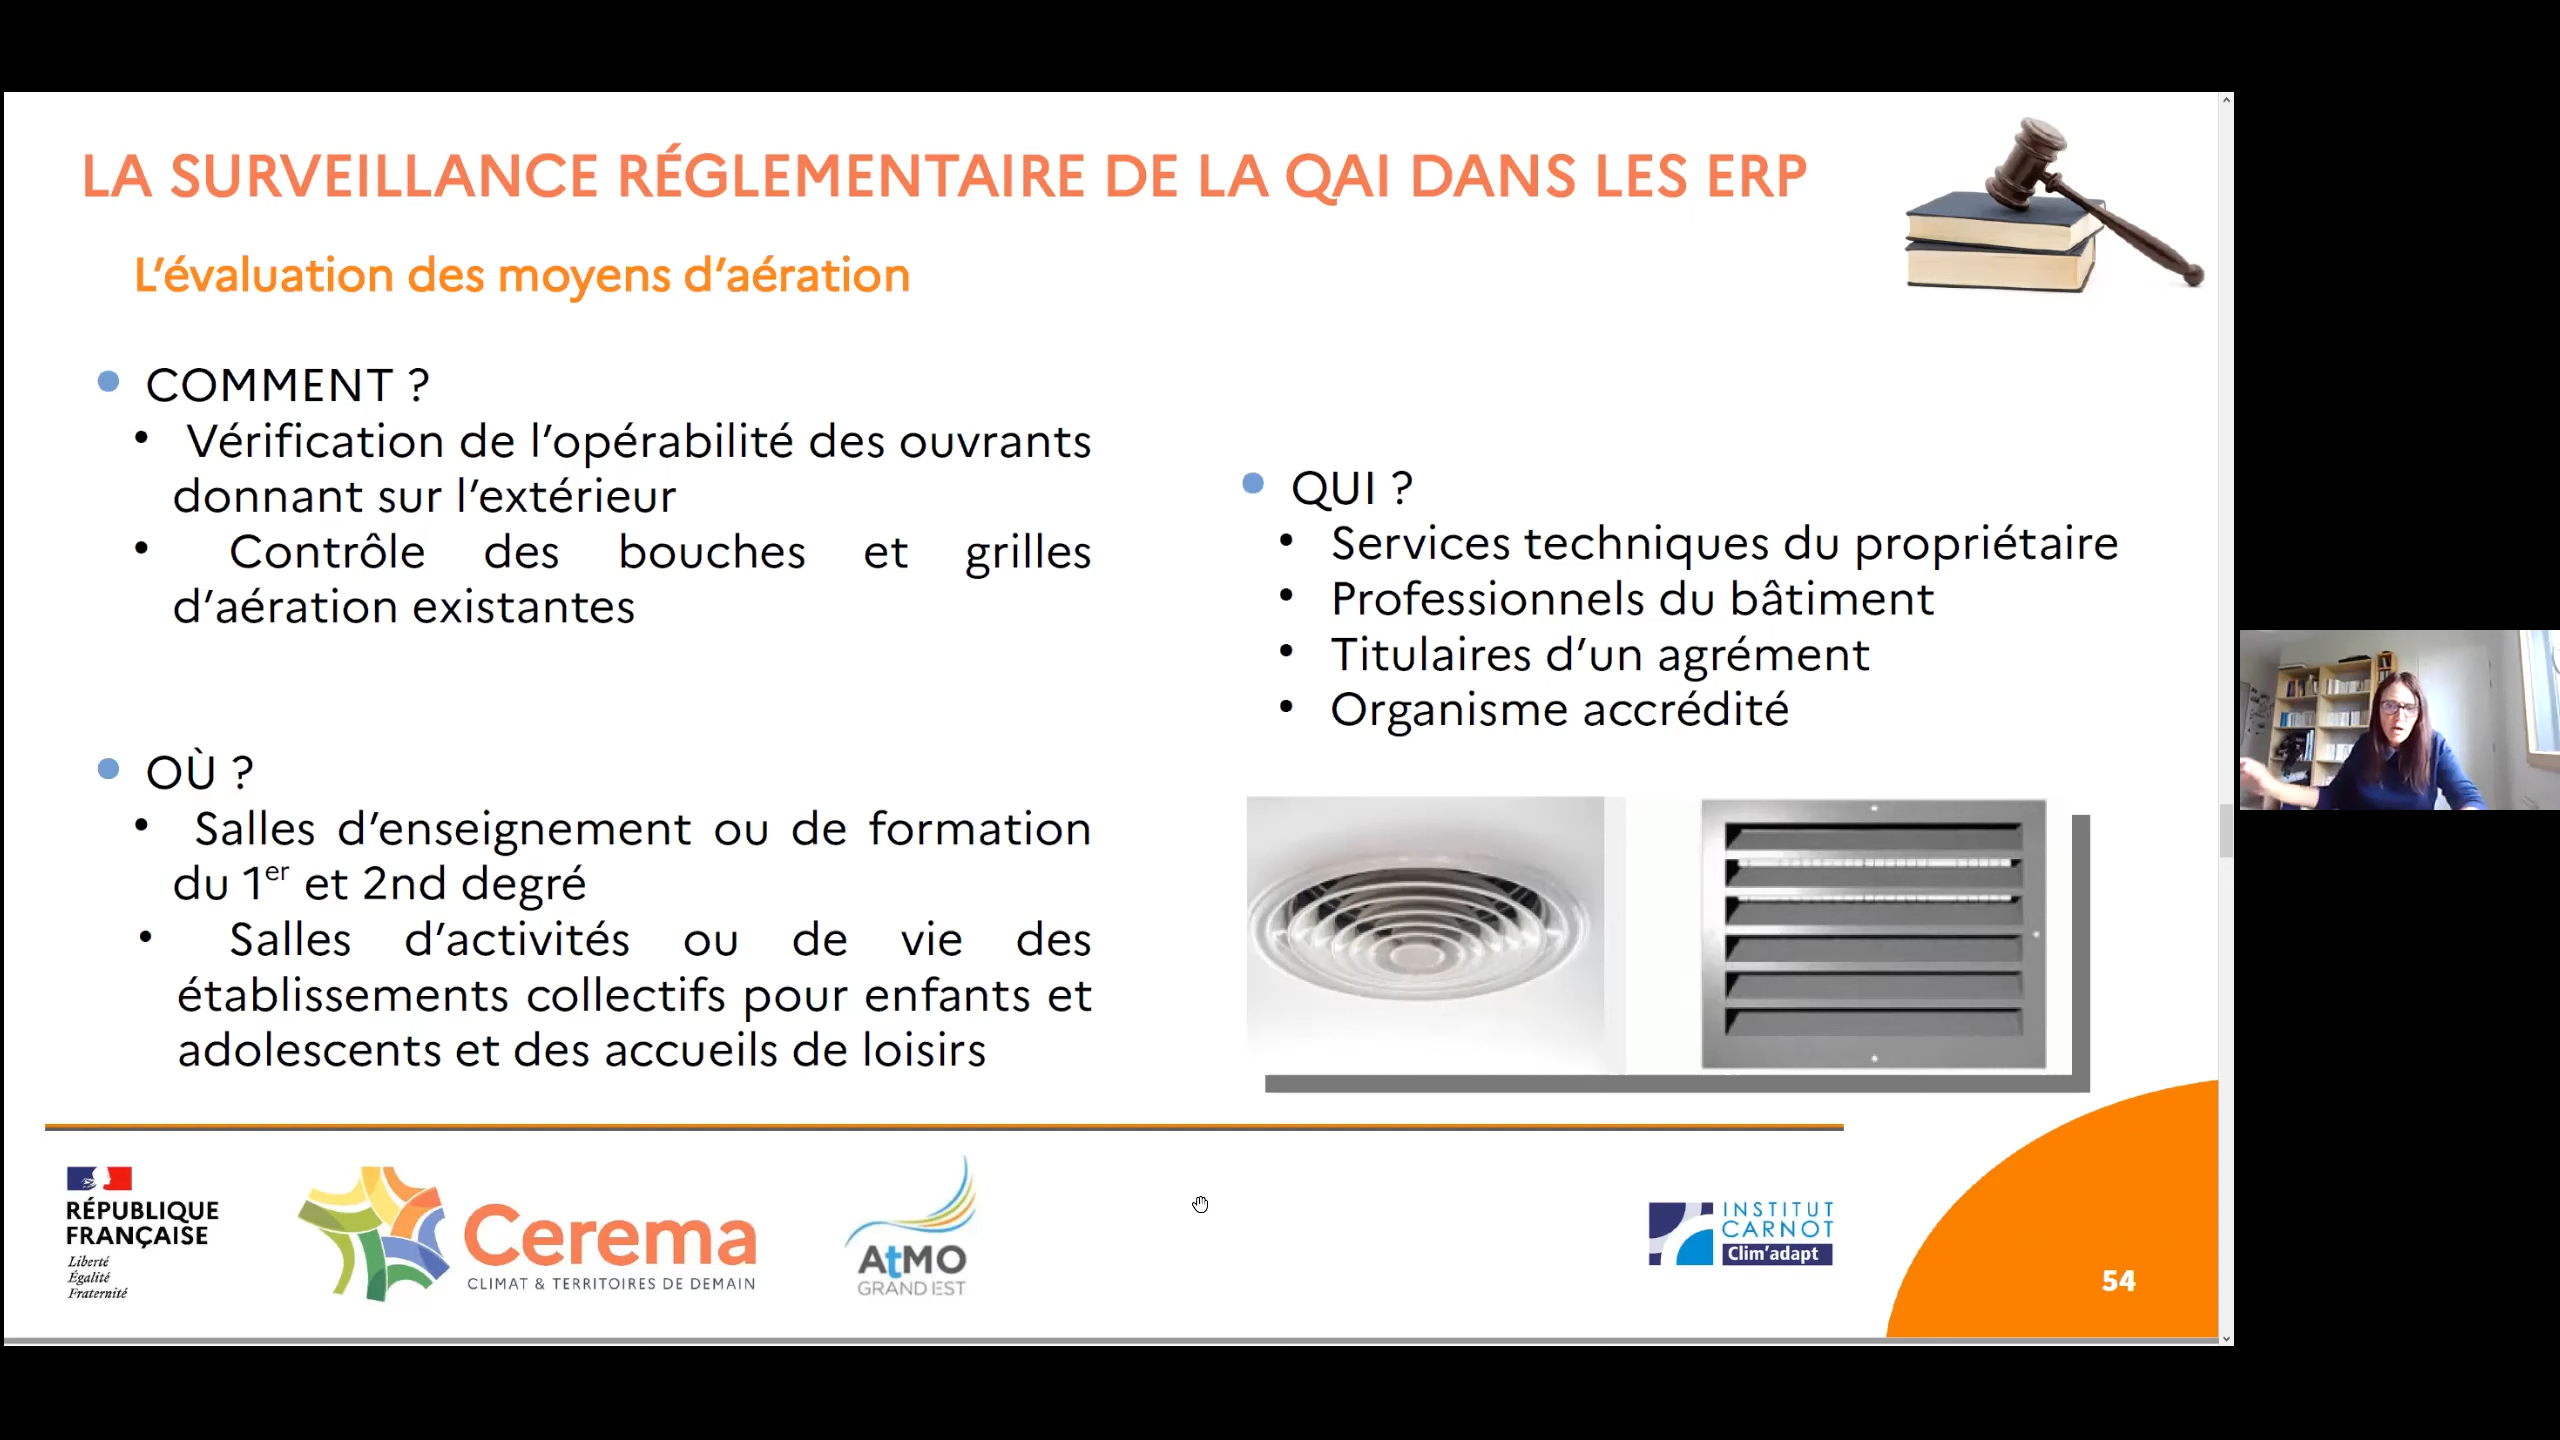 LA SURVEILLANCE RÉGLEMENTAIRE DE LA QAI DANS LES ERP
L’évaluation des moyens d’aération
COMMENT ?
• Vérification de l’opérabilité des ouvrants
donnant sur l’extérieur
• Contrôle des bouches et grilles
d’aération existantes
OÙ ?
• Salles d’enseignement ou de formation
du 1er et 2nd degré
• Salles d’activités ou de vie des
établissements collectifs pour enfants et
adolescents et des accueils de loisirs
QUI ?
• Services techniques du propriétaire
• Professionnels du bâtiment
• Titulaires d’un agrément
• Organisme accrédité
RÉPUBLIQUE
FRANÇAISE
Liberté
Égalité
Fraternité
Cerema
CLIMAT & TERRITOIRES DE DEMAIN
AtMO
GRAND EST
INSTITUT
CARNOT
Clim’adapt
54